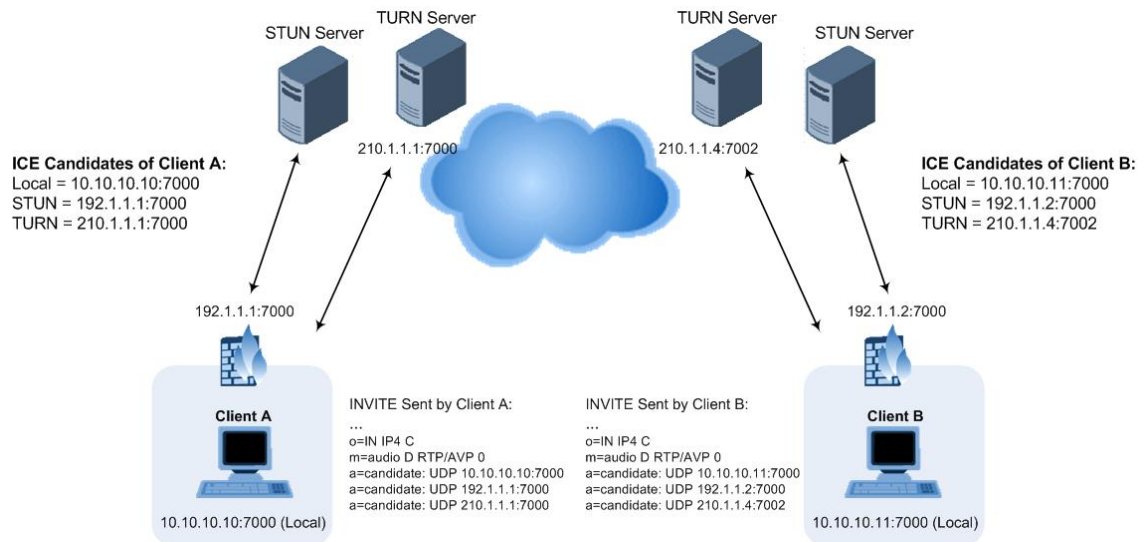 TURN Server
STUN Server
TURN Server
STUN Server
210.1.1.1:7000
210.1.1.4:7002
ICE Candidates of Client A:
Local = 10.10.10.10:7000
STUN = 192.1.1.1:7000
TURN = 210.1.1.1:7000
ICE Candidates of Client B:
Local = 10.10.10.11:7000
STUN = 192.1.1.2:7000
TURN = 210.1.1.4:7002
192.1.1.1:7000
192.1.1.2:7000
Client A
10.10.10.10:7000 (Local)
INVITE Sent by Client A:
...
o=IN IP4 C
m=audio D RTP/AVP 0
a=candidate: UDP 10.10.10.10:7000
a=candidate: UDP 192.1.1.1:7000
a=candidate: UDP 210.1.1.1:7000
INVITE Sent by Client B:
...
o=IN IP4 C
m=audio D RTP/AVP 0
a=candidate: UDP 10.10.10.11:7000
a=candidate: UDP 192.1.1.2:7000
a=candidate: UDP 210.1.1.4:7002
Client B
10.10.10.11:7000 (Local)